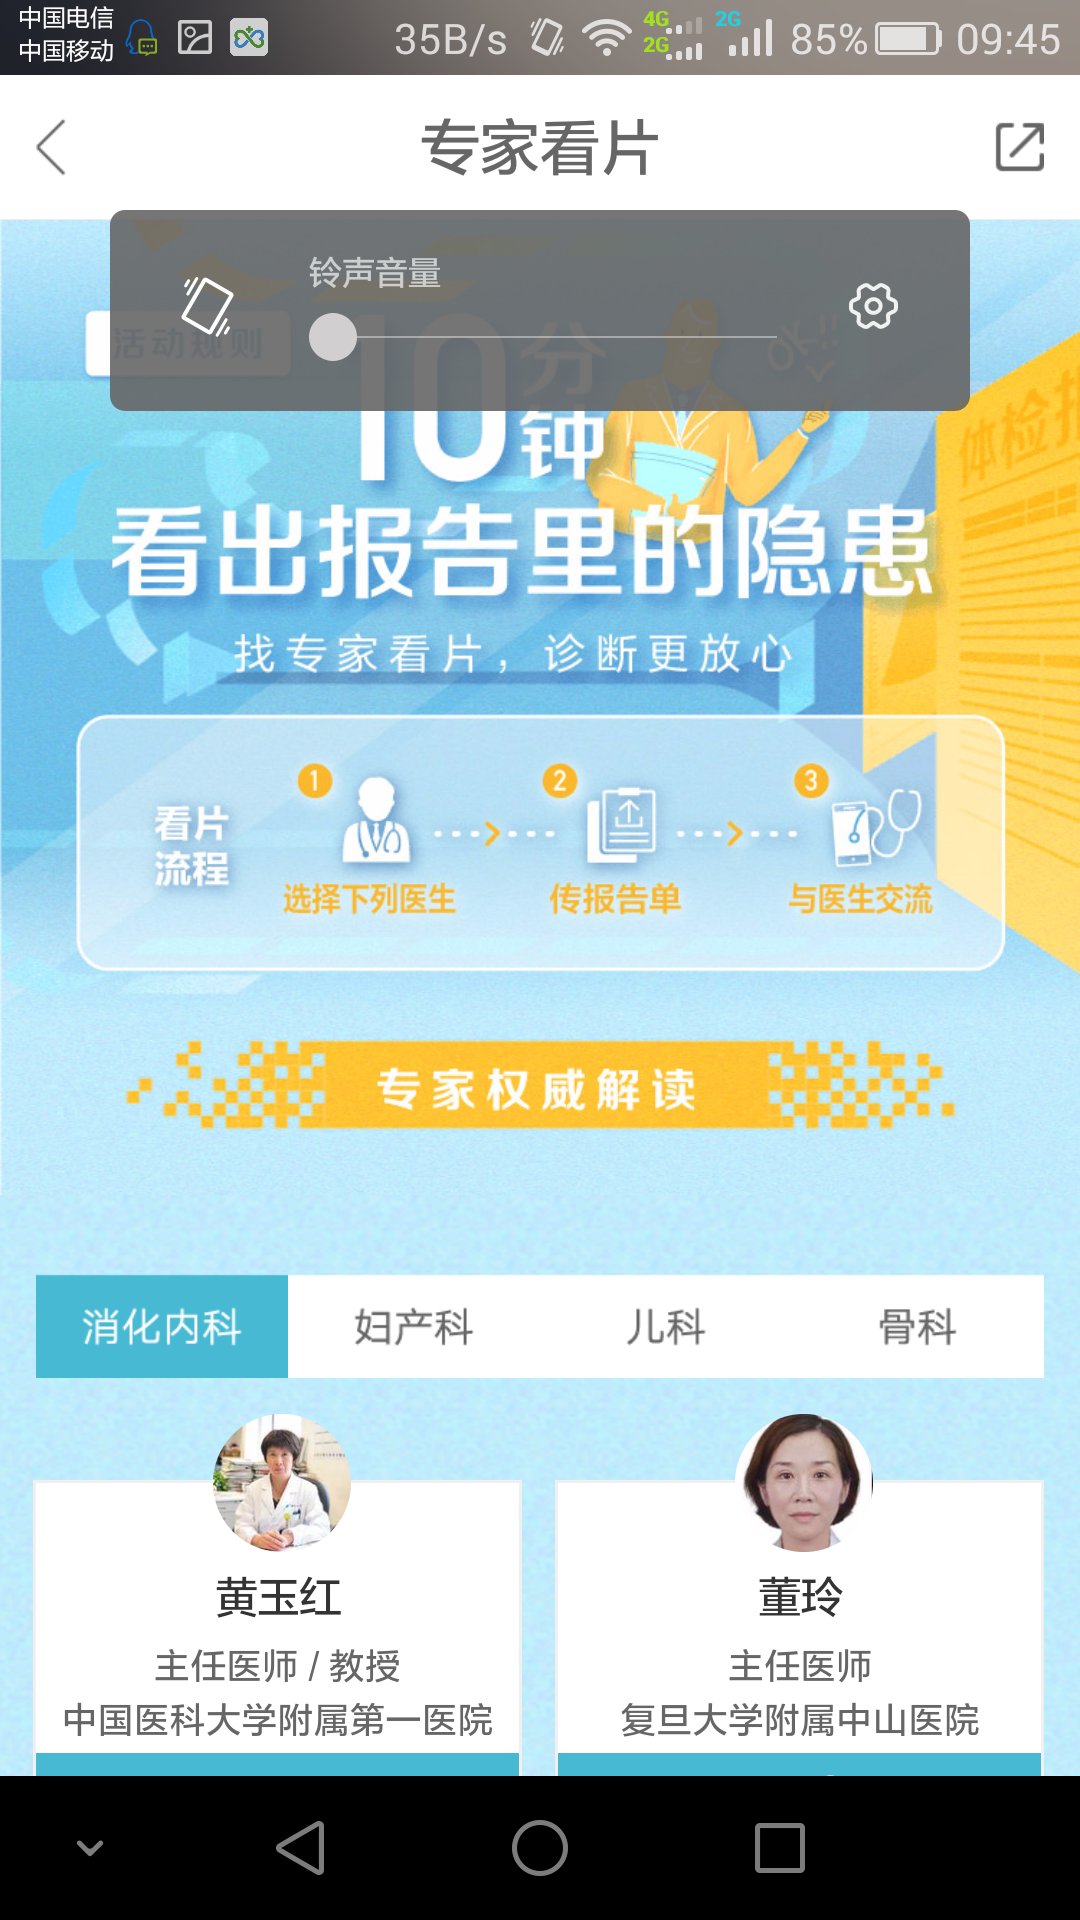 中国电信
中国移动
35B/s
4G
2G
2G
85%
09:45
专家看片
铃声音量
活动规则
10分钟
体检报
看出报告里的隐患
找专家看片，诊断更放心
看片流程
1
选择下列医生
2
传报告单
3
与医生交流
专家权威解读
消化内科
妇产科
儿科
骨科
黄玉红
主任医师 / 教授
中国医科大学附属第一医院
董玲
主任医师
复旦大学附属中山医院